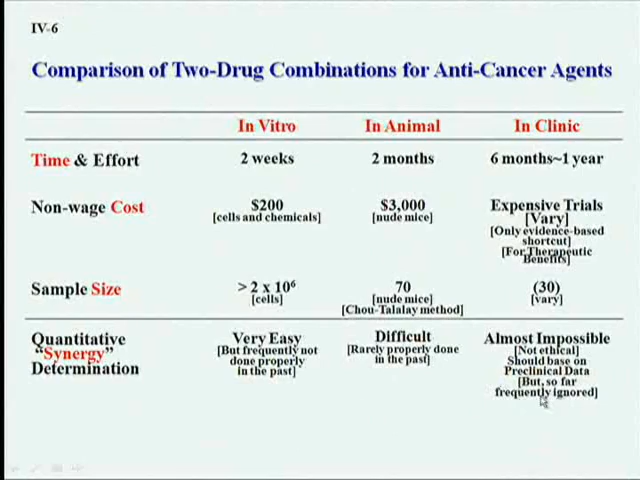 IV-6
Comparison of Two-Drug Combinations for Anti-Cancer Agents
In Vitro In Animal In Clinic
Time & Effort 2 weeks 2 months 6 months~1 year
Non-wage Cost $200 $3,000 Expensive Trials
[cells and chemicals] [nude mice] [Vary]
[Only evidence-based
shortcut]
[For Therapeutic
Benefits]
Sample Size > 2 x 10⁶ 70 (30)
[cells] [nude mice] [vary]
[Chou-Talalay method]
Quantitative Very Easy Difficult Almost Impossible
"Synergy" [But frequently not [Rarely properly done [Not ethical]
Determination done properly in the past] Should base on
in the past] Preclinical Data
[But, so far
frequently ignored]